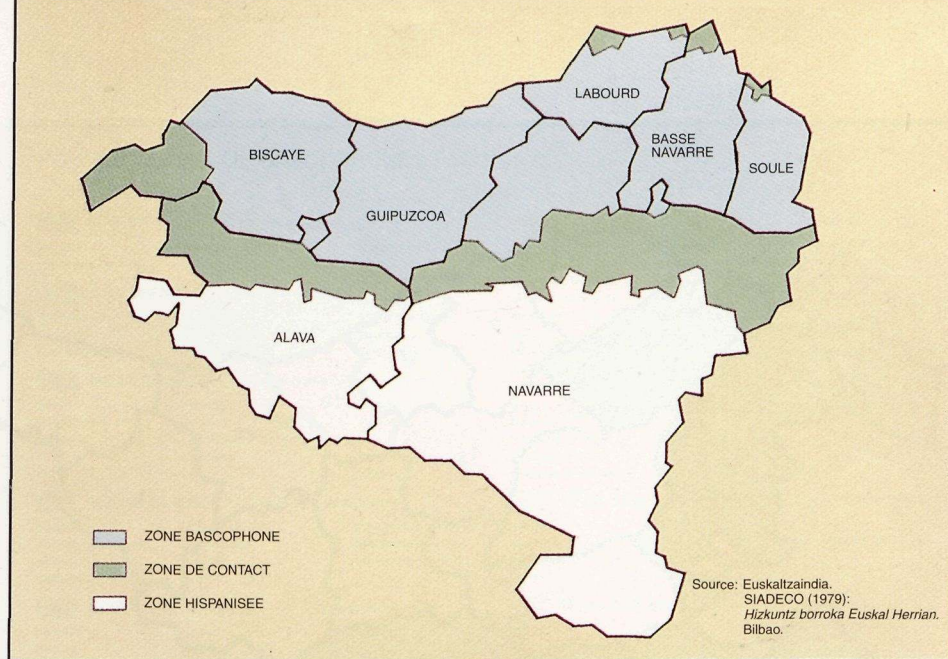 LABOURD
BASSE
NAVARRE
BISCAYE
SOULE
GUIPUZCOA
ALAVA
NAVARRE
ZONE BASCOPHONE
ZONE DE CONTACT
ZONE HISPANISEE
Source: Euskaltzaindia.
SIADECO (1979):
Hizkuntz borroka Euskal Herrian.
Bilbao.